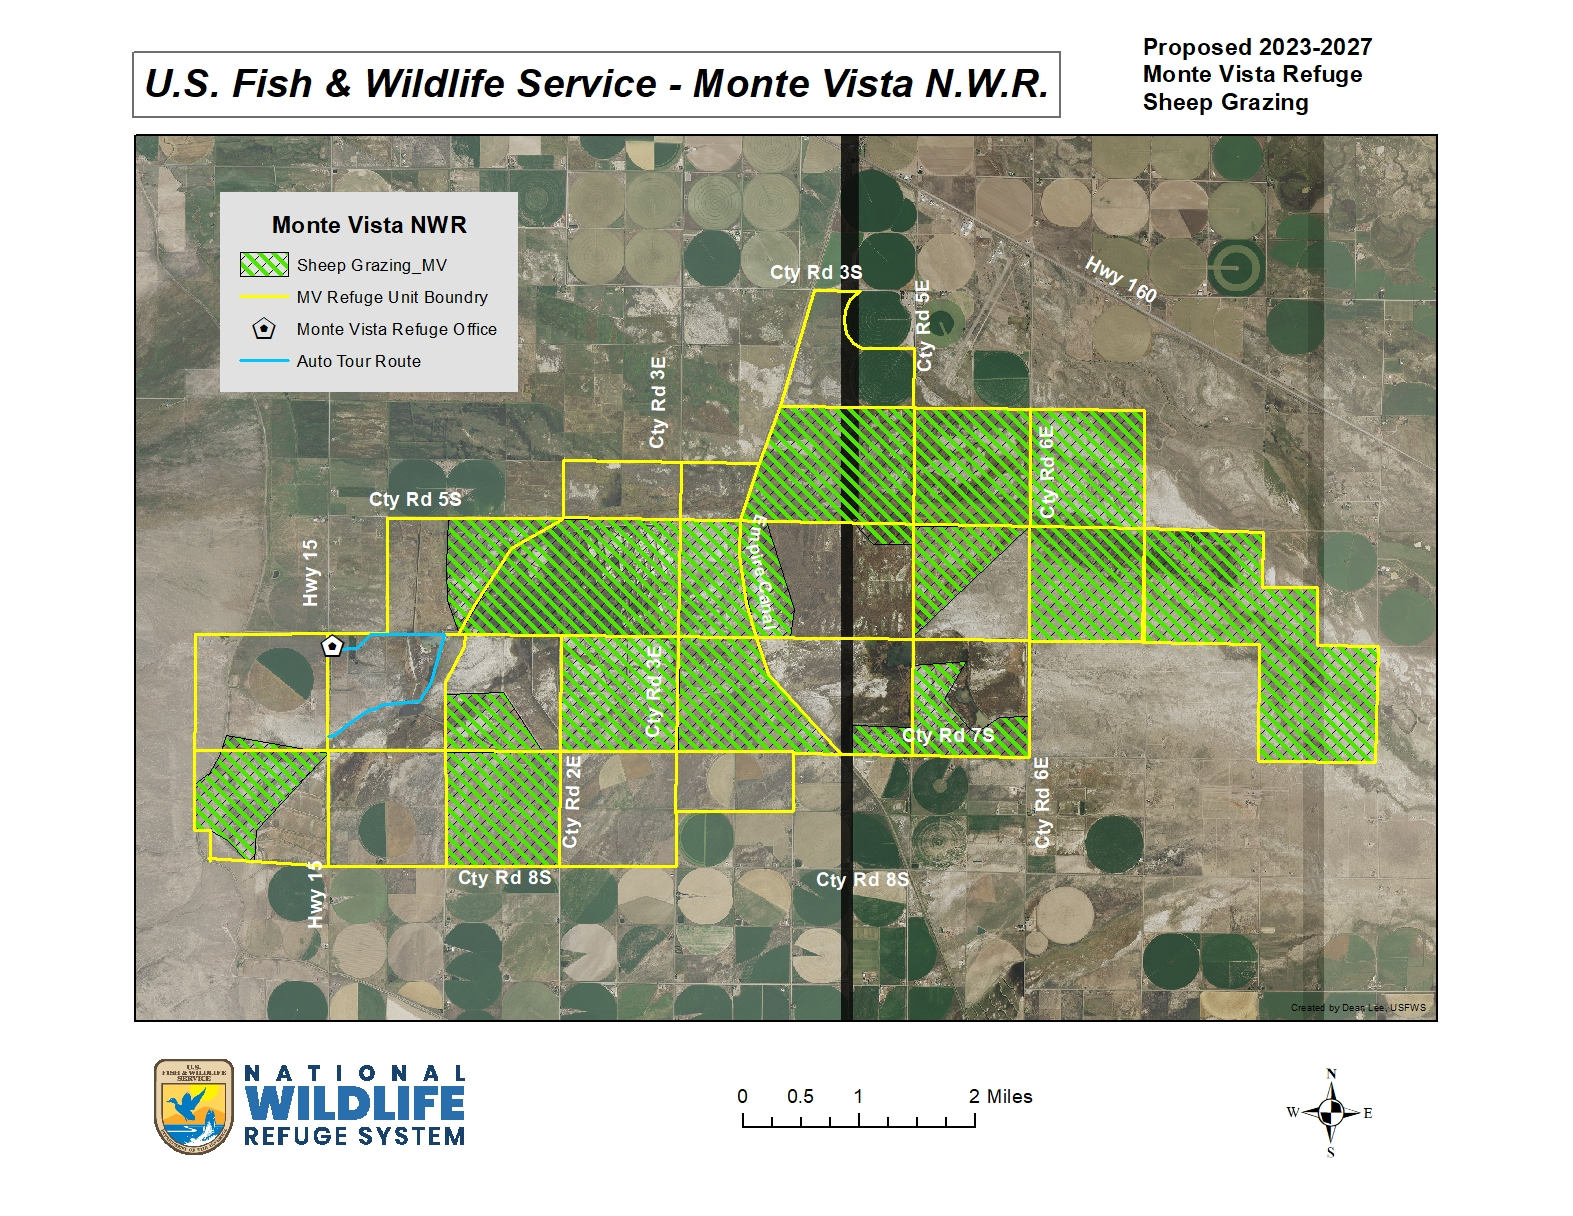 U.S. Fish & Wildlife Service - Monte Vista N.W.R.
Proposed 2023-2027
Monte Vista Refuge
Sheep Grazing
Monte Vista NWR
Sheep Grazing_MV
MV Refuge Unit Boundry
Monte Vista Refuge Office
Auto Tour Route
Cty Rd 3S
Hwy 160
Cty Rd 5E
Cty Rd 3E
Cty Rd 6E
Cty Rd 5S
Empire Canal
Hwy 15
Cty Rd 3E
Cty Rd 7S
Cty Rd 2E
Cty Rd 6E
Hwy 15
Cty Rd 8S
Cty Rd 8S
Created by Dean Lee, USFWS
U.S.
FISH & WILDLIFE
SERVICE
NATIONAL
WILDLIFE
REFUGE SYSTEM
0 0.5 1 2 Miles
N
W E
S